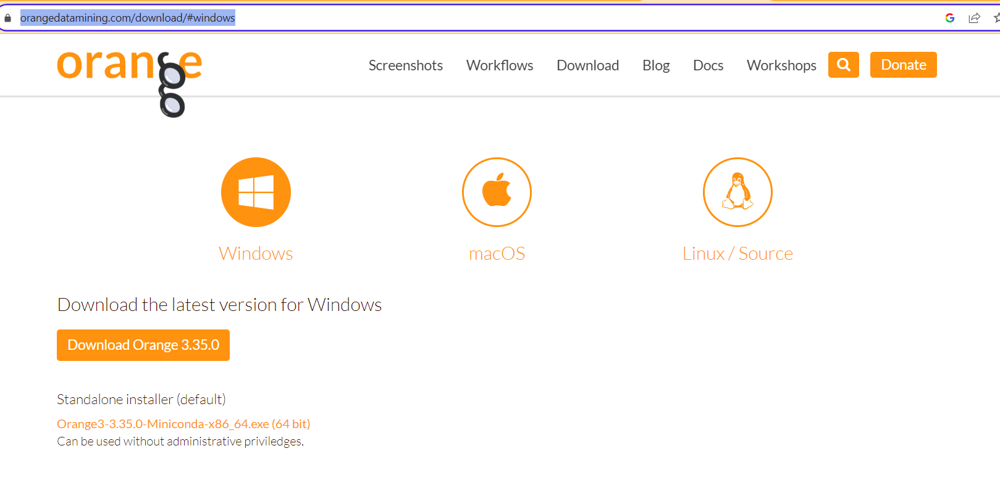 orangedatamining.com/download/#windows
orange
Screenshots Workflows Download Blog Docs Workshops Donate
Windows macOS Linux / Source
Download the latest version for Windows
Download Orange 3.35.0
Standalone installer (default)
Orange3-3.35.0-Miniconda-x86_64.exe (64 bit)
Can be used without administrative priviledges.